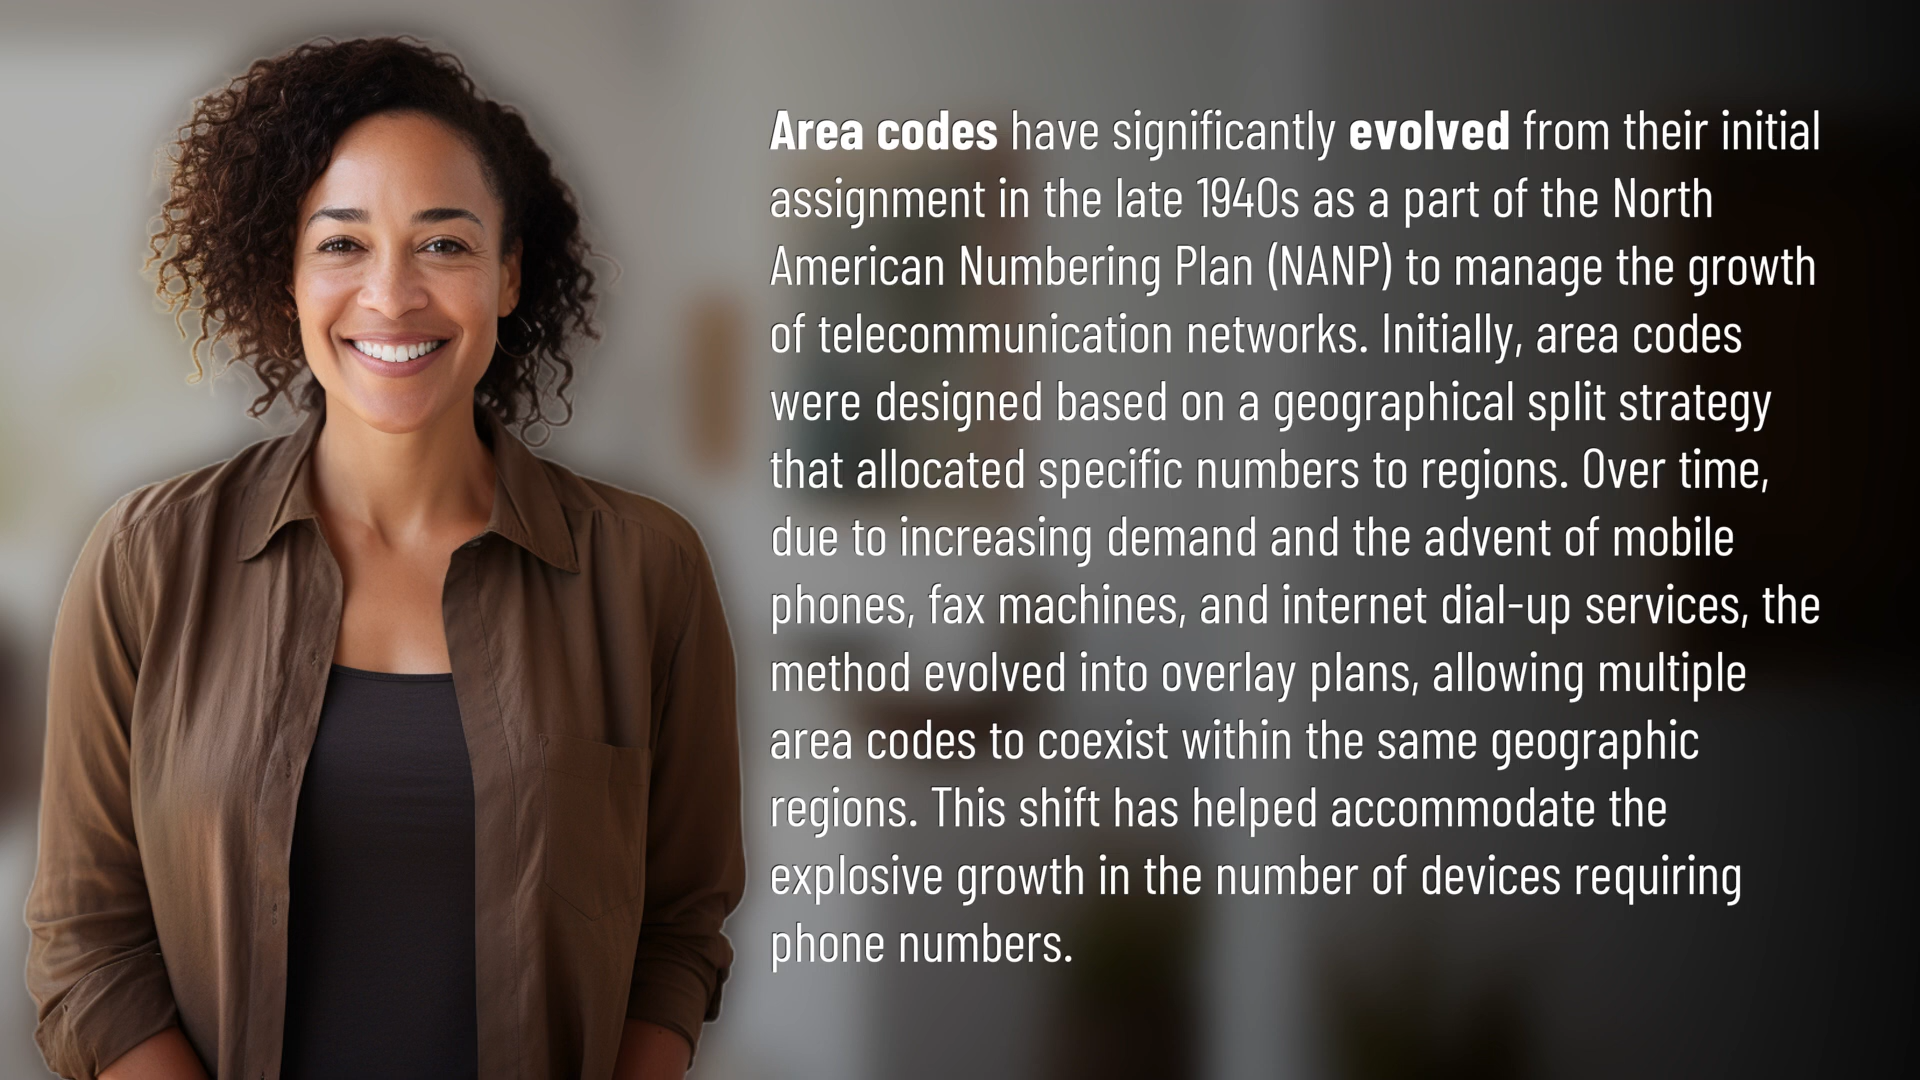 Area codes have significantly evolved from their initial
assignment in the late 1940s as a part of the North
American Numbering Plan (NANP) to manage the growth
of telecommunication networks. Initially, area codes
were designed based on a geographical split strategy
that allocated specific numbers to regions. Over time,
due to increasing demand and the advent of mobile
phones, fax machines, and internet dial-up services, the
method evolved into overlay plans, allowing multiple
area codes to coexist within the same geographic
regions. This shift has helped accommodate the
explosive growth in the number of devices requiring
phone numbers.